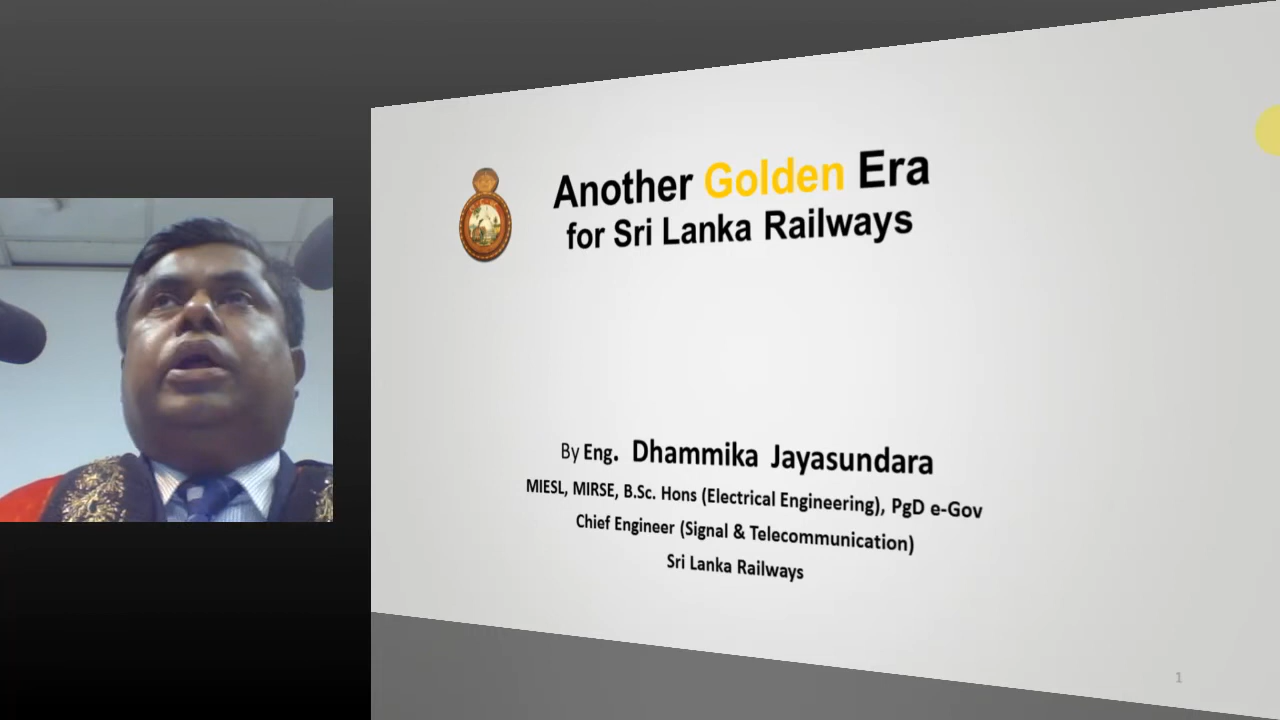 Another Golden Era
for Sri Lanka Railways
By Eng. Dhammika Jayasundara
MIESL, MIRSE, B.Sc. Hons (Electrical Engineering), PgD e-Gov
Chief Engineer (Signal & Telecommunication)
Sri Lanka Railways
1